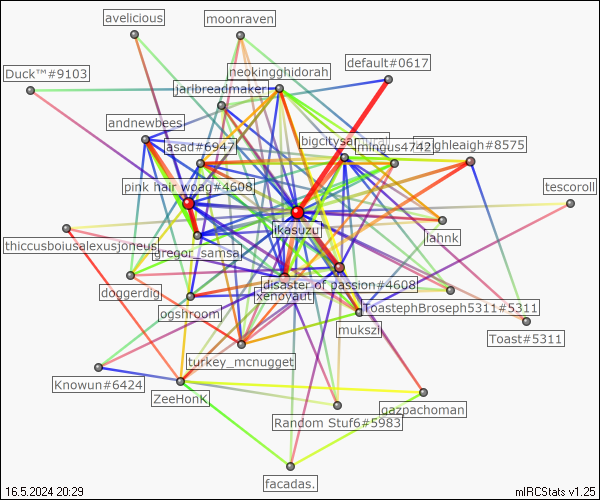 avelicious
moonraven
default#0617
neokingghidorah
Duck™#9103
jarlbreadmaker
andnewbees
asad#6947
mingus4742
ghleaigh#8575
pink hair woag#4608
tescoroll
ikasuzu
lahnk
thiccusboiusalexusjoneus
gregor_samsa
disaster of passion#4608
doggerdig
xenoyaut
ogshroom
ToastephBroseph5311#5311
mukszi
Toast#5311
turkey_mcnugget
Knowun#6424
ZeeHonK
gazpachoman
Random Stuf6#5983
facadas.
16.5.2024 20:29
mIRCStats v1.25